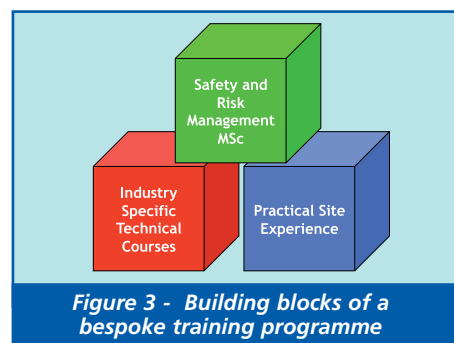 Safety and
Risk
Management
MSc
Industry
Specific
Technical
Courses
Practical Site
Experience
Figure 3 - Building blocks of a
bespoke training programme